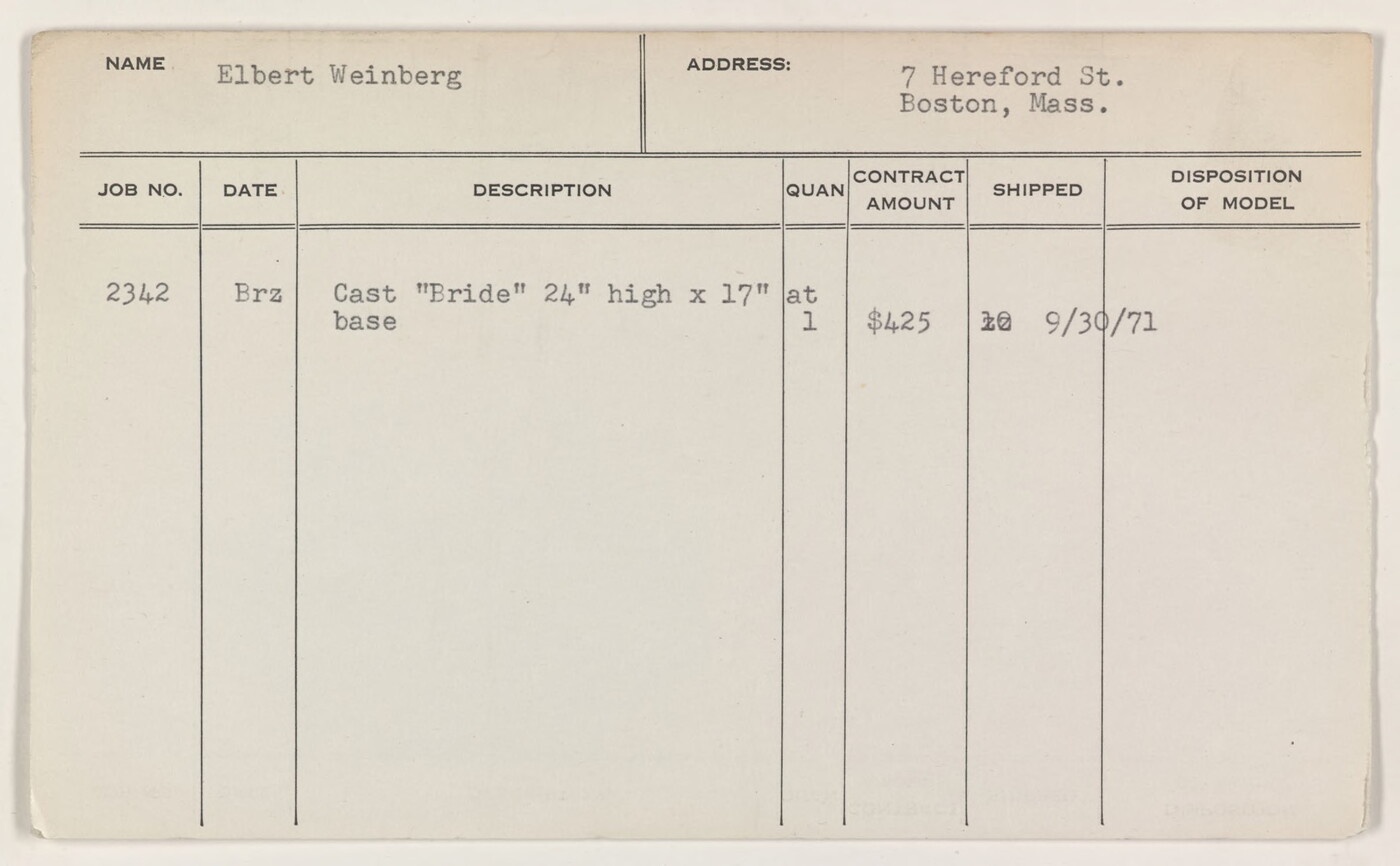 NAME Elbert Weinberg ADDRESS: 7 Hereford St.
Boston, Mass.
JOB NO. DATE DESCRIPTION QUAN CONTRACT AMOUNT SHIPPED DISPOSITION OF MODEL
2342 Brz Cast "Bride" 24" high x 17" at
base 1 $425 9/30/71